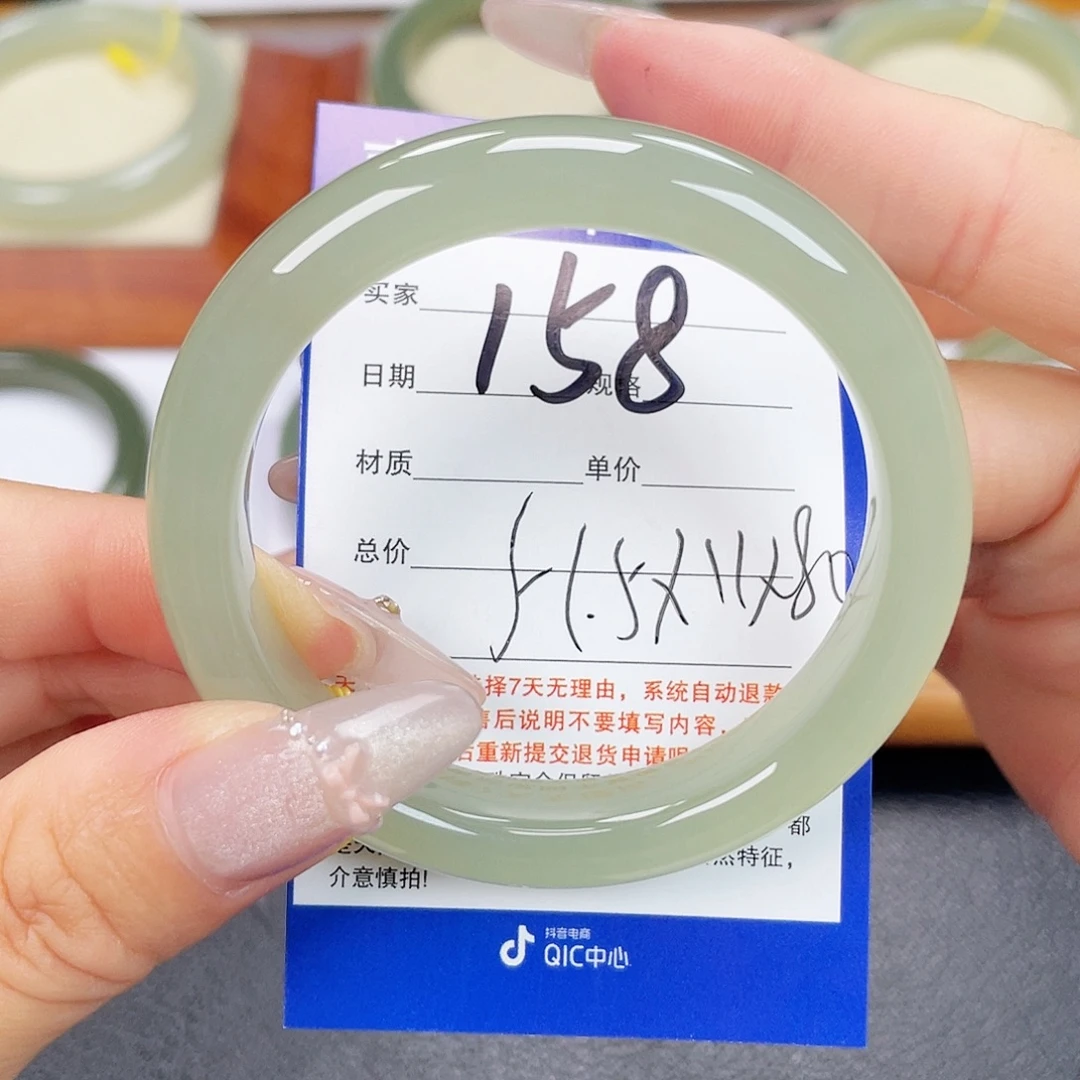 158
买家
日期 规格
材质 单价
总价
51.5X11X80
择7天无理由，系统自动退款
售后说明不要填写内容.
后重新提交退货申请
都
然特征，
介意慎拍!
抖音电商
QIC中心